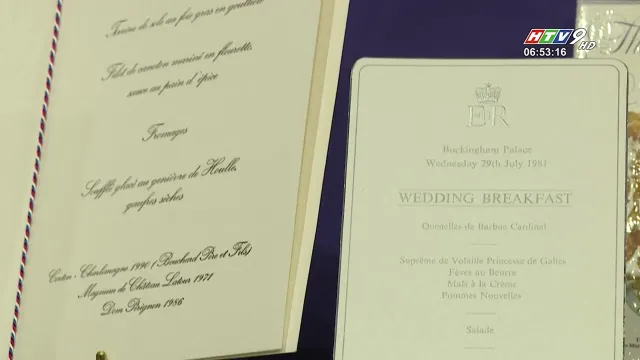 Terrine de sole au foie gras en gouttière
Filet de caneton mariné en fleurette,
sauce au pain d'épice
Fromages
Soufflé glacé au genièvre de Houlle,
gaufres sèches
Corton - Charlemagne 1990 (Bouchard Père et Fils)
Magnum de Château Latour 1971
Dom Pérignon 1986
E R
Buckingham Palace
Wednesday 29th July 1981
WEDDING BREAKFAST
Quenelles de Barbue Cardinal
Suprême de Volaille Princesse de Galles
Fèves au Beurre
Maïs à la Crème
Pommes Nouvelles
Salade
HTV9 HD
06:53:16